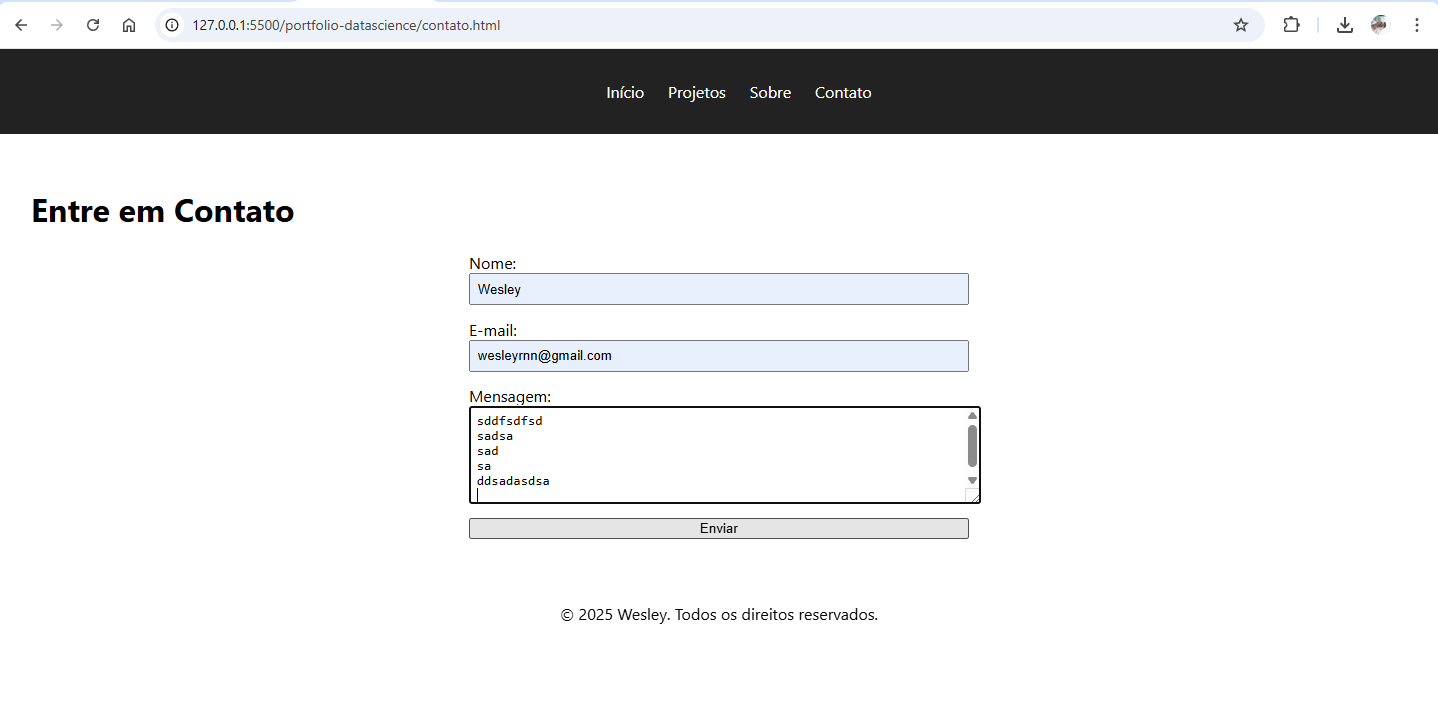 127.0.0.1:5500/portfolio-datascience/contato.html
Início Projetos Sobre Contato
Entre em Contato
Nome:
Wesley
E-mail:
wesleyrnn@gmail.com
Mensagem:
sddfsdfsd
sadsa
sad
sa
ddsadasdsa
Enviar
© 2025 Wesley. Todos os direitos reservados.